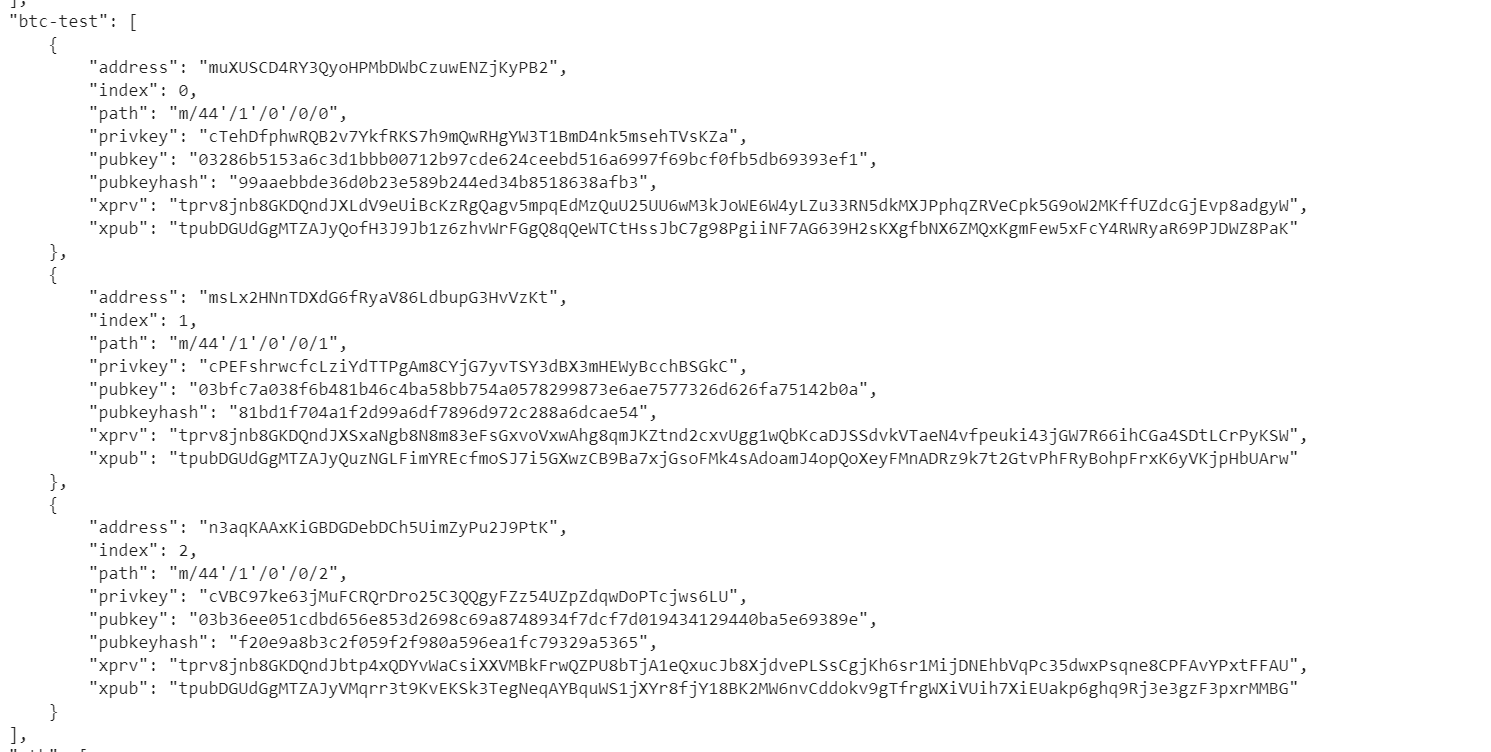 ],
"btc-test": [
{
"address": "muXUSCD4RY3QyoHPMbDWbCzuwENZjKyPB2",
"index": 0,
"path": "m/44'/1'/0'/0/0",
"privkey": "cTehDfphwRQB2v7YkfRKS7h9mQwRHgYW3T1BmD4nk5msehTVsKZa",
"pubkey": "03286b5153a6c3d1bbb00712b97cde624ceebd516a6997f69bcf0fb5db69393ef1",
"pubkeyhash": "99aaebbde36d0b23e589b244ed34b8518638afb3",
"xprv": "tprv8jnb8GKDQndJXLdV9eUiBcKzRgQagv5mpqEdMzQuU25UU6wM3kJoWE6W4yLZu33RN5dkMXJPphqZRVeCpk5G9oW2MKffUZdcGjEvp8adgyW",
"xpub": "tpubDGUdGgMTZAJyQofH3J9Jb1z6zhvWrFGgQ8qQeWTCtHssJbC7g98PgiiNF7AG639H2sKXgfbNX6ZMQxKgmFew5xFcY4RWRyaR69PJDWZ8PaK"
},
{
"address": "msLx2HNnTDXdG6fRyaV86LdbupG3HvVzKt",
"index": 1,
"path": "m/44'/1'/0'/0/1",
"privkey": "cPEFshrwcfcLziYdTTPgAm8CYjG7yvTSY3dBX3mHEWyBcchBSGkC",
"pubkey": "03bfc7a038f6b481b46c4ba58bb754a0578299873e6ae7577326d626fa75142b0a",
"pubkeyhash": "81bd1f704a1f2d99a6df7896d972c288a6dcae54",
"xprv": "tprv8jnb8GKDQndJXSxaNgb8N8m83eFsGxvoVxwAhg8qmJKZtnd2cxvUgg1wQbKcaDJSSdvkVTaeN4vfpeuki43jGW7R66ihCGa4SDtLCrPyKSW",
"xpub": "tpubDGUdGgMTZAJyQuzNGLFimYREcfmoSJ7i5GXwzCB9Ba7xjGsoFMk4sAdoamJ4opQoXeyFMnADRz9k7t2GtvPhFRyBohpFrxK6yVKjpHbUArw"
},
{
"address": "n3aqKAAxKiGBDGDebDCh5UimZyPu2J9PtK",
"index": 2,
"path": "m/44'/1'/0'/0/2",
"privkey": "cVBC97ke63jMuFCRQrDro25C3QQgyFZz54UZpZdqwDoPTcjws6LU",
"pubkey": "03b36ee051cdbd656e853d2698c69a8748934f7dcf7d019434129440ba5e69389e",
"pubkeyhash": "f20e9a8b3c2f059f2f980a596ea1fc79329a5365",
"xprv": "tprv8jnb8GKDQndJbtp4xQDYvWaCsiXXVMBkFrwQZPU8bTjA1eQxucJb8XjdvePLSsCgjKh6sr1MijDNEhbVqPc35dwxPsqne8CPFAvYPxtFFAU",
"xpub": "tpubDGUdGgMTZAJyVMqrr3t9KvEKSk3TegNeqAYBquWS1jXYr8fjY18BK2MW6nvCddokv9gTfrgWXiVUih7XiEUakp6ghq9Rj3e3gzF3pxrMMBG"
}
],